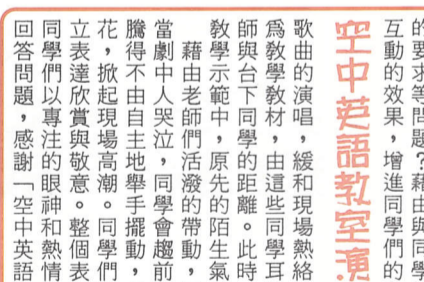 的要求等問題？藉由與同學
互動的效果，增進同學們的
空中英語教室演
歌曲的演唱，緩和現場熱絡
為教學教材，由這些同學耳
師與台下同學的距離。此時
教學示範中，原先的陌生氣
藉由老師們活潑的帶動，
當劇中人哭泣，同學會趨前
騰得不由自主地舉手擺動，
花，掀起現場高潮。同學們
立表達欣賞與敬意。整個表
同學們以專注的眼神和熱情
回答問題，感謝「空中英語